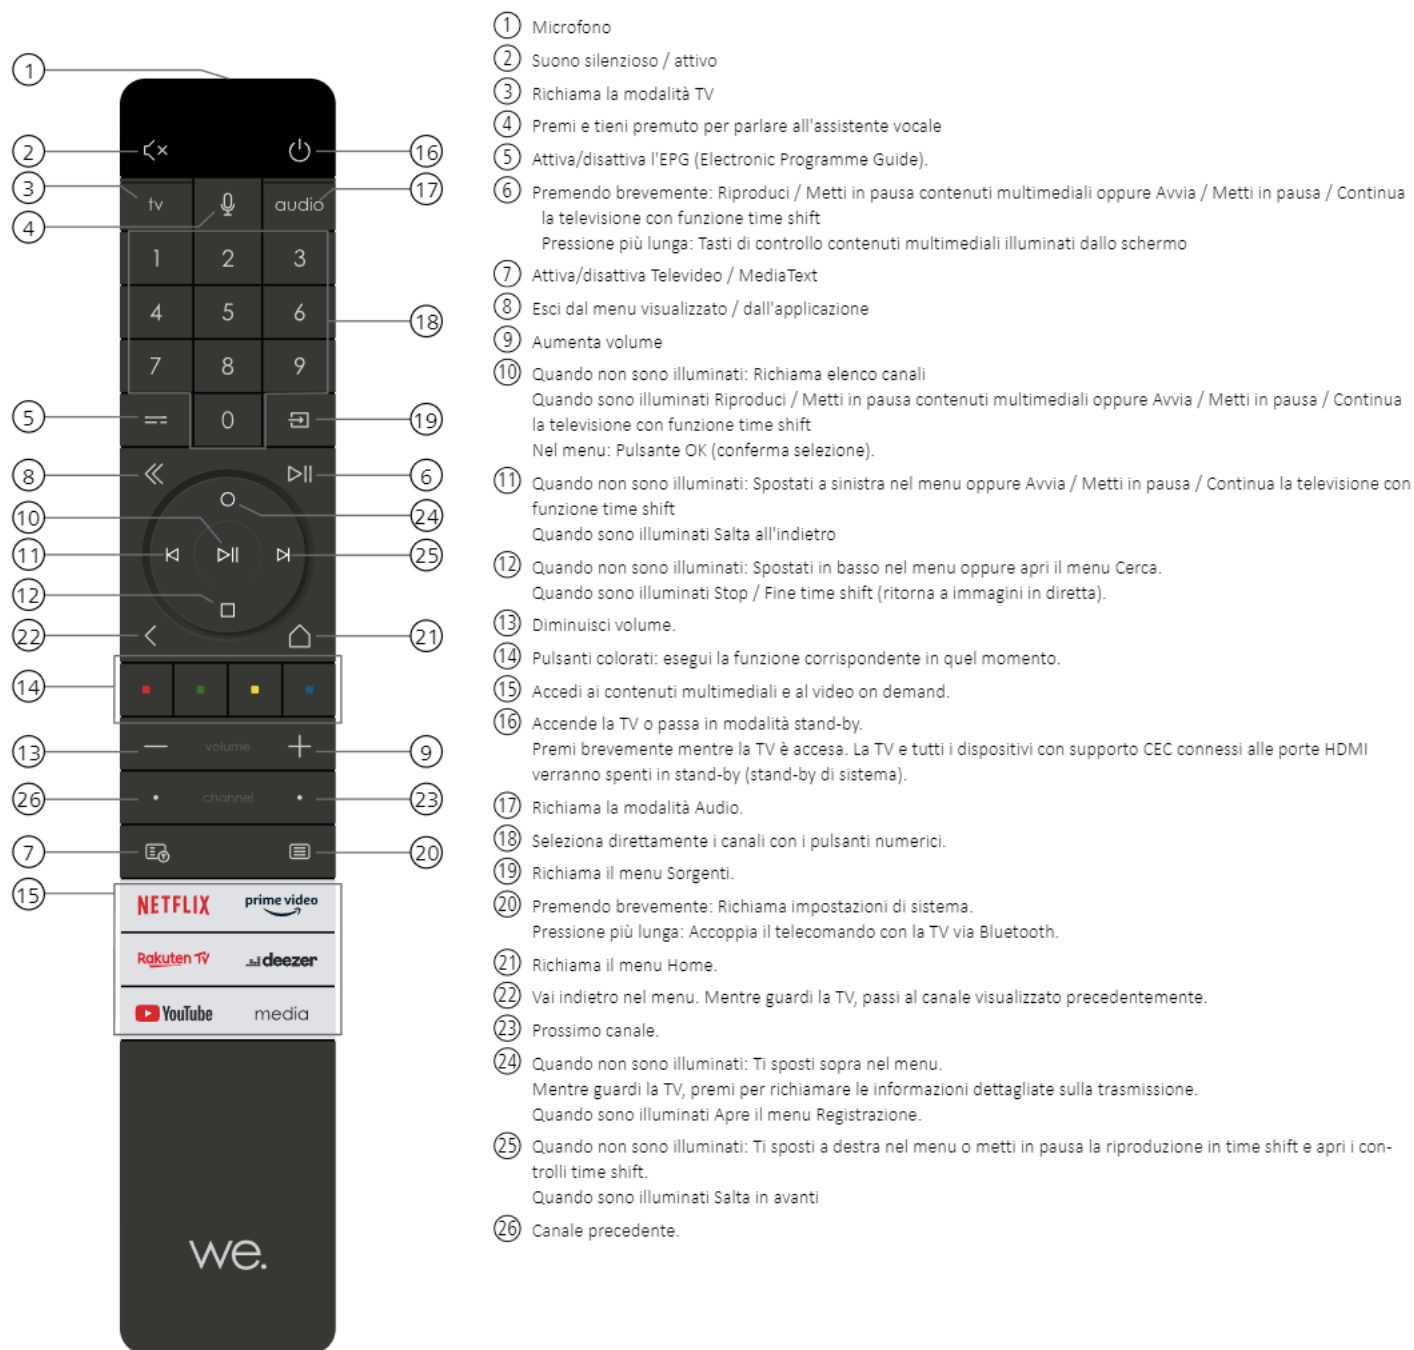 1 Microfono
2 Suono silenzioso / attivo
3 Richiama la modalità TV
4 Premi e tieni premuto per parlare all'assistente vocale
5 Attiva/disattiva l'EPG (Electronic Programme Guide).
6 Premendo brevemente: Riproduci / Metti in pausa contenuti multimediali oppure Avvia / Metti in pausa / Continua
la televisione con funzione time shift
Pressione più lunga: Tasti di controllo contenuti multimediali illuminati dallo schermo
7 Attiva/disattiva Televideo / MediaText
8 Esci dal menu visualizzato / dall'applicazione
9 Aumenta volume
10 Quando non sono illuminati: Richiama elenco canali
Quando sono illuminati Riproduci / Metti in pausa contenuti multimediali oppure Avvia / Metti in pausa / Continua
la televisione con funzione time shift
Nel menu: Pulsante OK (conferma selezione).
11 Quando non sono illuminati: Spostati a sinistra nel menu oppure Avvia / Metti in pausa / Continua la televisione con
funzione time shift
Quando sono illuminati Salta all'indietro
12 Quando non sono illuminati: Spostati in basso nel menu oppure apri il menu Cerca.
Quando sono illuminati Stop / Fine time shift (ritorna a immagini in diretta).
13 Diminuisci volume.
14 Pulsanti colorati: esegui la funzione corrispondente in quel momento.
15 Accedi ai contenuti multimediali e al video on demand.
16 Accende la TV o passa in modalità stand-by.
Premi brevemente mentre la TV è accesa. La TV e tutti i dispositivi con supporto CEC connessi alle porte HDMI
verranno spenti in stand-by (stand-by di sistema).
17 Richiama la modalità Audio.
18 Seleziona direttamente i canali con i pulsanti numerici.
19 Richiama il menu Sorgenti.
20 Premendo brevemente: Richiama impostazioni di sistema.
Pressione più lunga: Accoppia il telecomando con la TV via Bluetooth.
21 Richiama il menu Home.
22 Vai indietro nel menu. Mentre guardi la TV, passi al canale visualizzato precedentemente.
23 Prossimo canale.
24 Quando non sono illuminati: Ti sposti sopra nel menu.
Mentre guardi la TV, premi per richiamare le informazioni dettagliate sulla trasmissione.
Quando sono illuminati Apre il menu Registrazione.
25 Quando non sono illuminati: Ti sposti a destra nel menu o metti in pausa la riproduzione in time shift e apri i con-
trolli time shift.
Quando sono illuminati Salta in avanti
26 Canale precedente.
1
2 16
3 tv audio 17
4
1 2 3
4 5 6 18
7 8 9
5 0 19
8 6
24
10
11 25
12
22 21
14
13 volume 9
26 channel 23
7 20
15
NETFLIX prime video
Rakuten TV deezer
YouTube media
we.